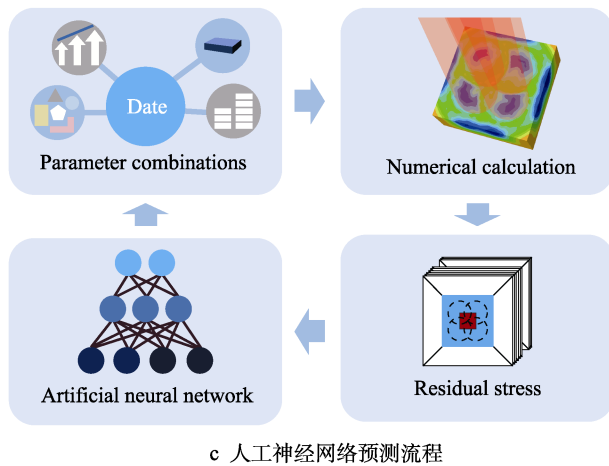 Date
Parameter combinations
Numerical calculation
Artificial neural network
Residual stress
c 人工神经网络预测流程